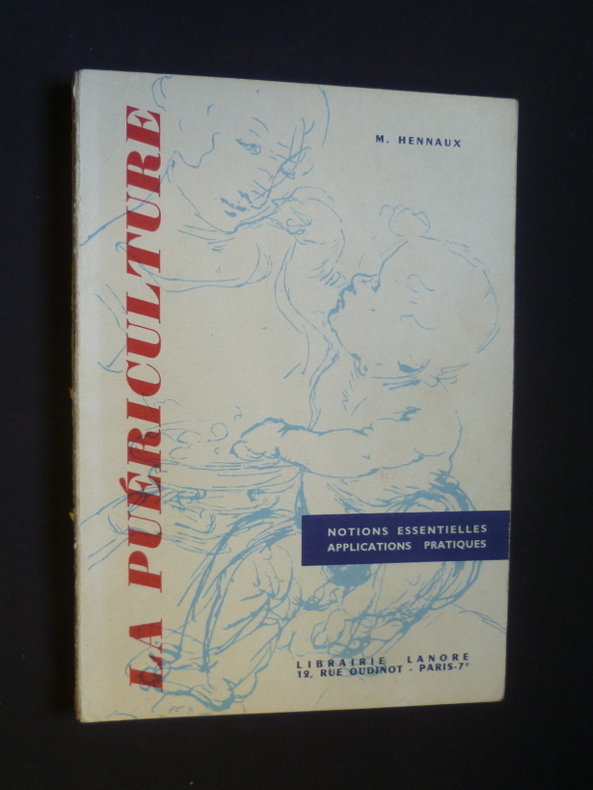 M. HENNAUX
LA PUÉRICULTURE
NOTIONS ESSENTIELLES
APPLICATIONS PRATIQUES
LIBRAIRIE LANORE
12, RUE OUDINOT - PARIS-7ᵉ